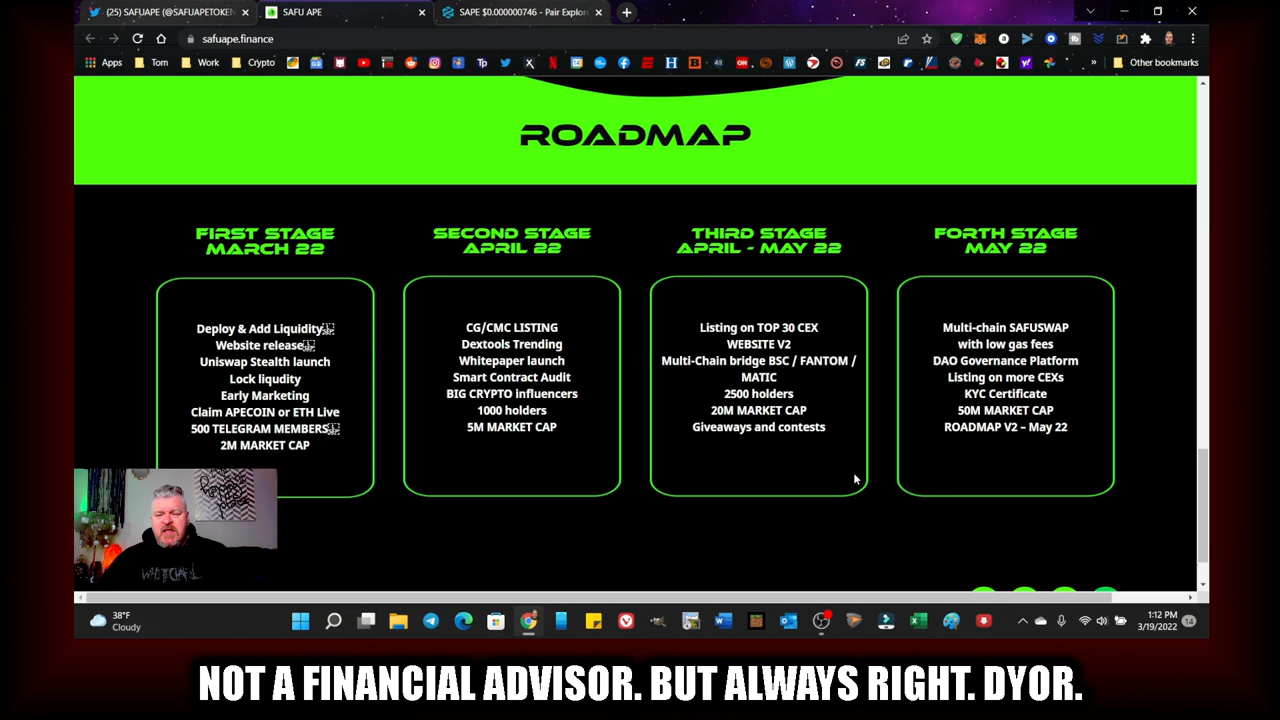 (25) SAFUAPE (@SAFUAPETOKEN
SAFU APE
SAPE $0.000000746 - Pair Explor
safuape.finance
Apps
Tom
Work
Crypto
Other bookmarks
ROADMAP
FIRST STAGE
MARCH 22
Deploy & Add Liquidity
Website release
Uniswap Stealth launch
Lock liqudity
Early Marketing
Claim APECOIN or ETH Live
500 TELEGRAM MEMBERS
2M MARKET CAP
SECOND STAGE
APRIL 22
CG/CMC LISTING
Dextools Trending
Whitepaper launch
Smart Contract Audit
BIG CRYPTO influencers
1000 holders
5M MARKET CAP
THIRD STAGE
APRIL - MAY 22
Listing on TOP 30 CEX
WEBSITE V2
Multi-Chain bridge BSC / FANTOM /
MATIC
2500 holders
20M MARKET CAP
Giveaways and contests
FORTH STAGE
MAY 22
Multi-chain SAFUSWAP
with low gas fees
DAO Governance Platform
Listing on more CEXs
KYC Certificate
50M MARKET CAP
ROADMAP V2 – May 22
38°F
Cloudy
1:12 PM
3/19/2022
NOT A FINANCIAL ADVISOR. BUT ALWAYS RIGHT. DYOR.